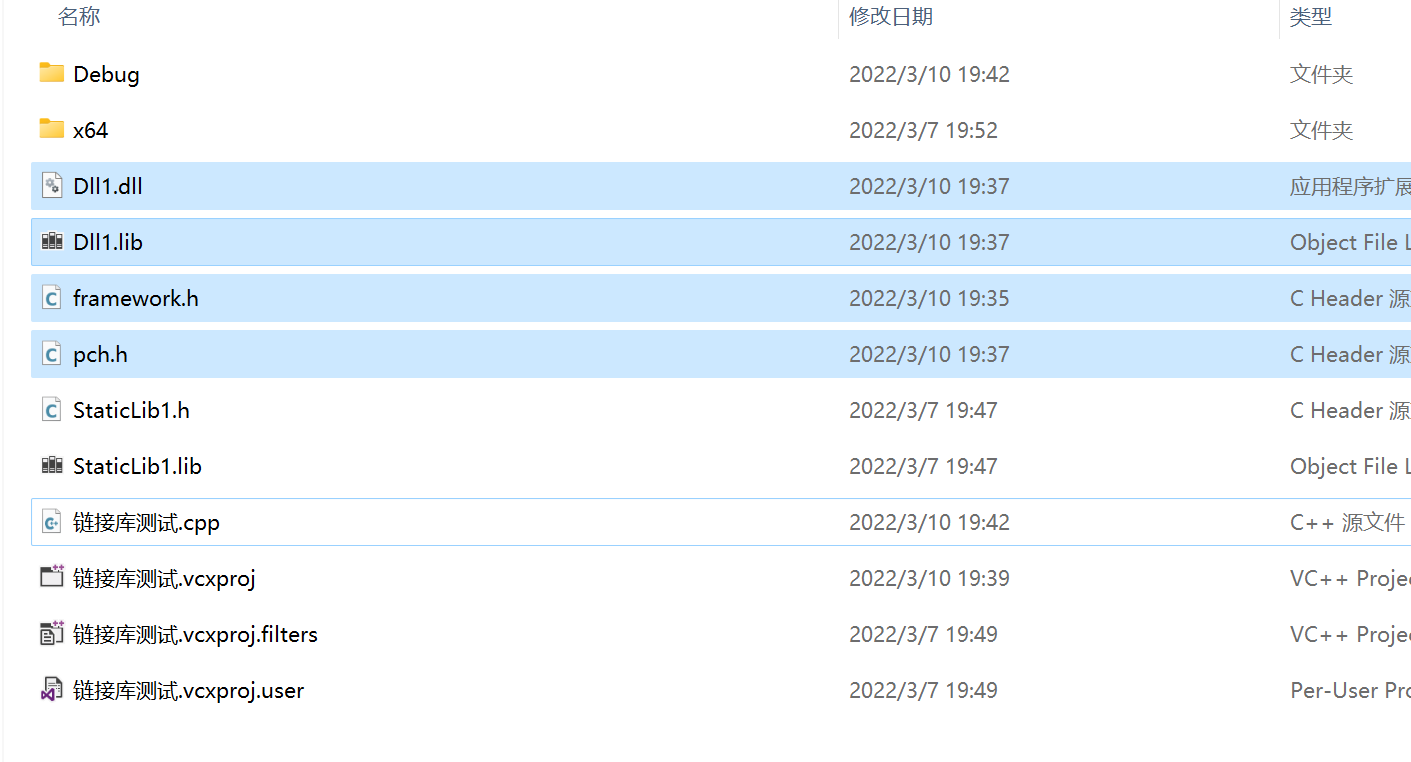 名称 修改日期 类型
Debug 2022/3/10 19:42 文件夹
x64 2022/3/7 19:52 文件夹
Dll1.dll 2022/3/10 19:37 应用程序扩展
Dll1.lib 2022/3/10 19:37 Object File L
framework.h 2022/3/10 19:35 C Header 源
pch.h 2022/3/10 19:37 C Header 源
StaticLib1.h 2022/3/7 19:47 C Header 源
StaticLib1.lib 2022/3/7 19:47 Object File L
链接库测试.cpp 2022/3/10 19:42 C++ 源文件
链接库测试.vcxproj 2022/3/10 19:39 VC++ Projec
链接库测试.vcxproj.filters 2022/3/7 19:49 VC++ Projec
链接库测试.vcxproj.user 2022/3/7 19:49 Per-User Pro